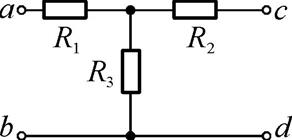 a R₁ R₂ c
R₃
b d